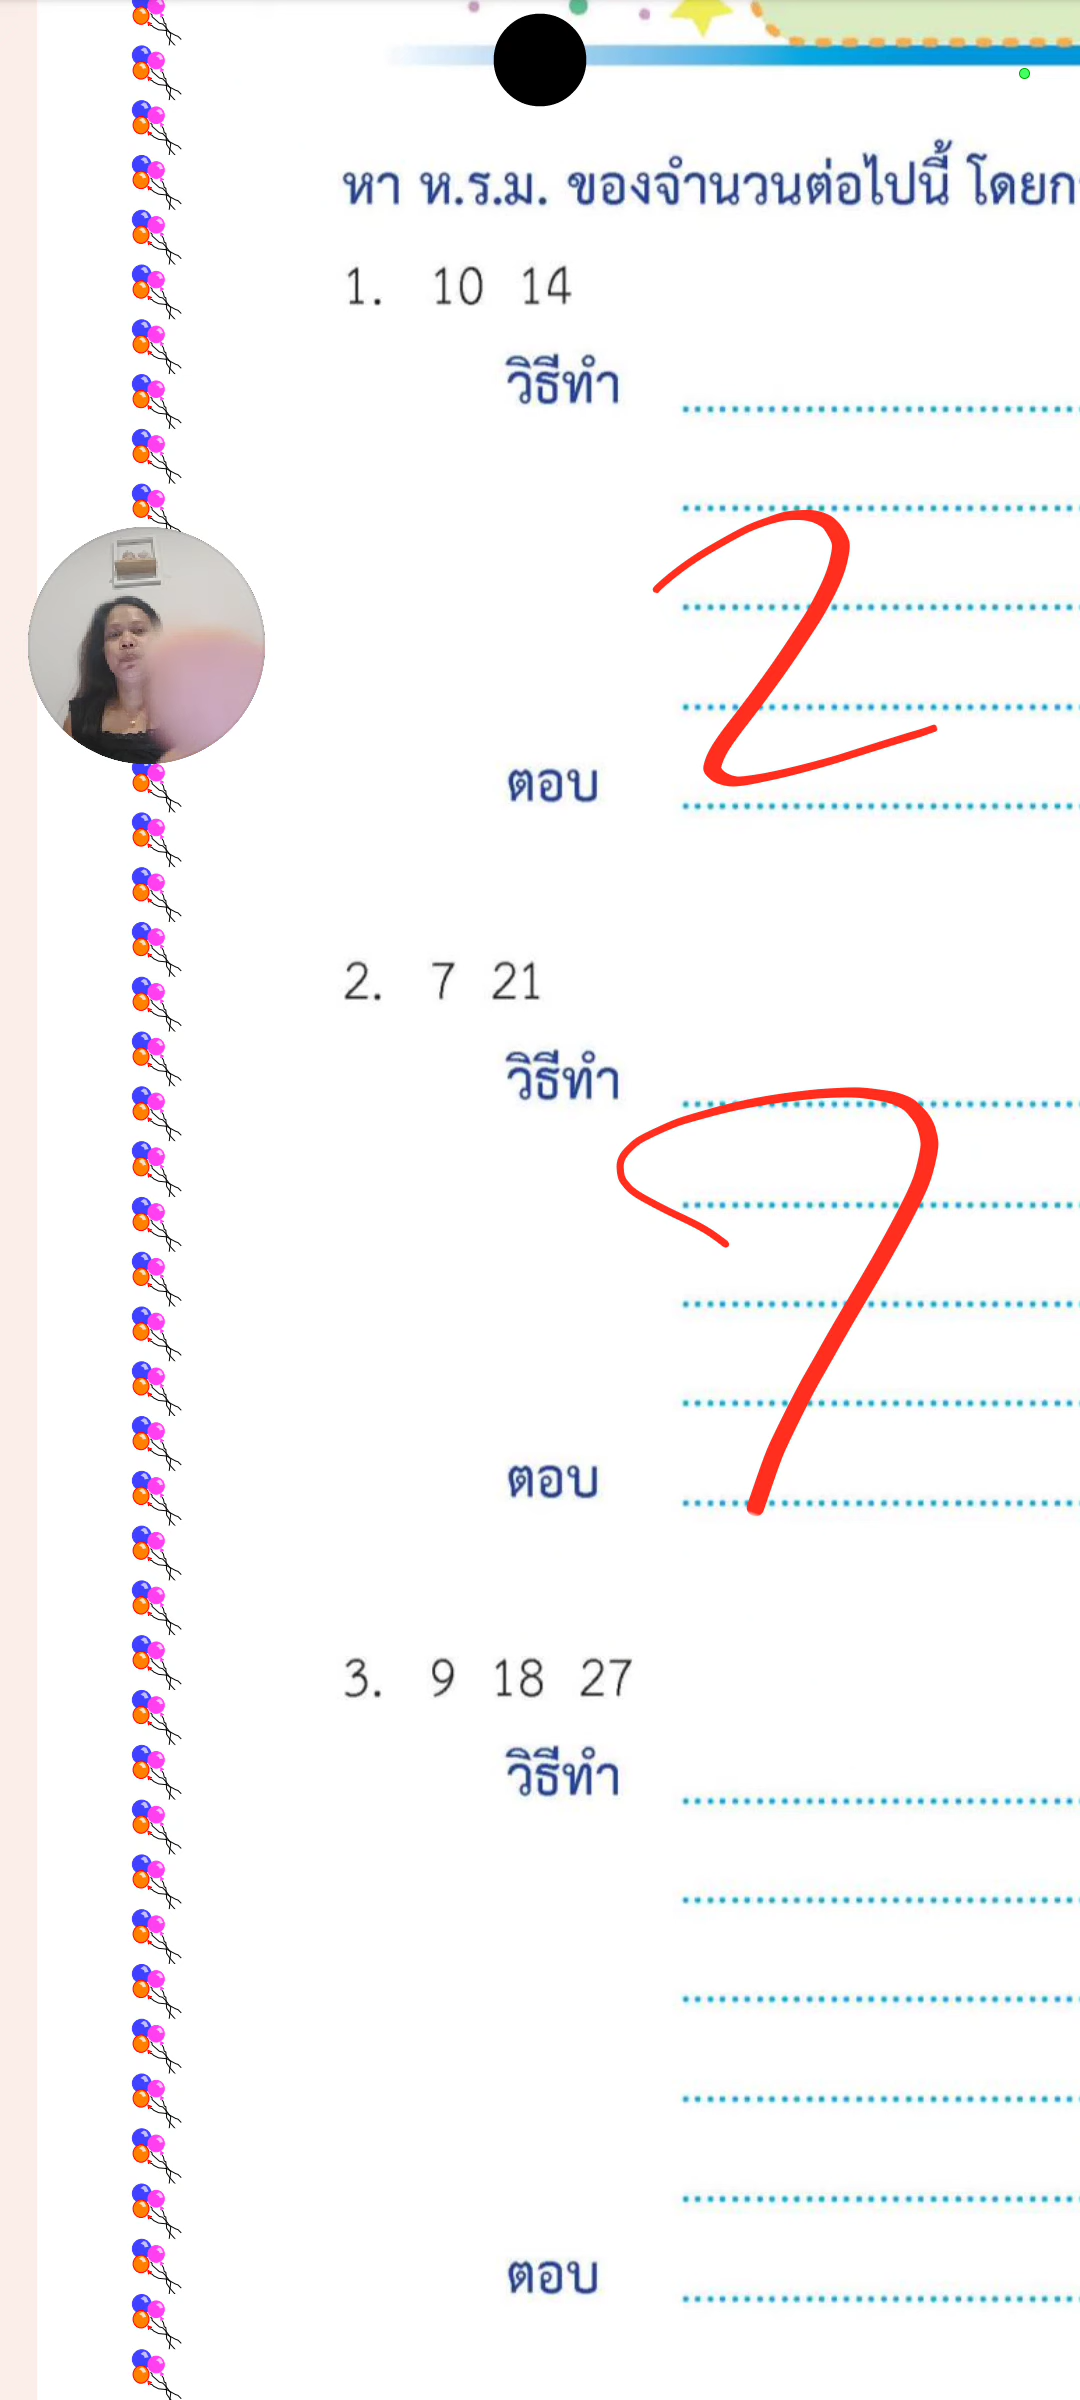 หา ห.ร.ม. ของจำนวนต่อไปนี้ โดยก
1. 10 14
วิธีทำ
2
ตอบ
2. 7 21
วิธีทำ
7
ตอบ
3. 9 18 27
วิธีทำ
ตอบ